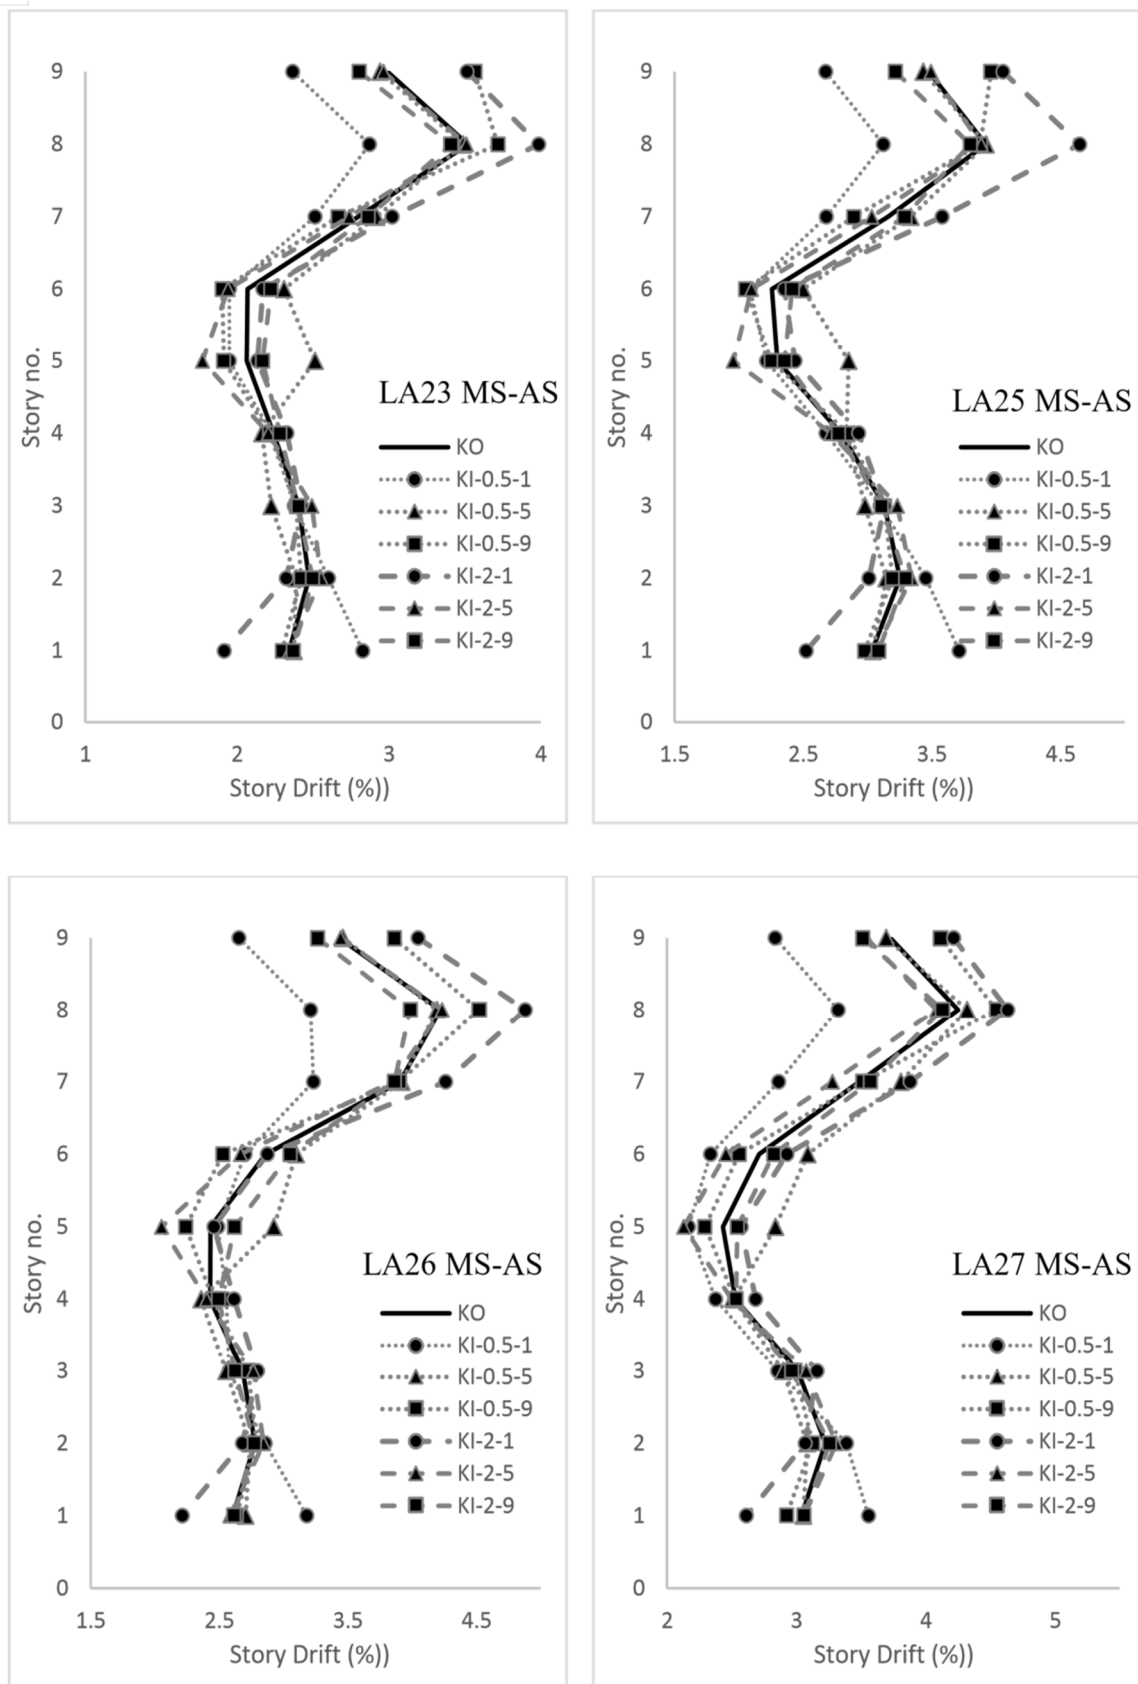 9
8
7
6
5
4
3
2
1
0
Story no.
1 2 3 4
Story Drift (%))
LA23 MS-AS
KO
KI-0.5-1
KI-0.5-5
KI-0.5-9
KI-2-1
KI-2-5
KI-2-9
9
8
7
6
5
4
3
2
1
0
Story no.
1.5 2.5 3.5 4.5
Story Drift (%))
LA25 MS-AS
KO
KI-0.5-1
KI-0.5-5
KI-0.5-9
KI-2-1
KI-2-5
KI-2-9
9
8
7
6
5
4
3
2
1
0
Story no.
1.5 2.5 3.5 4.5
Story Drift (%))
LA26 MS-AS
KO
KI-0.5-1
KI-0.5-5
KI-0.5-9
KI-2-1
KI-2-5
KI-2-9
9
8
7
6
5
4
3
2
1
0
Story no.
2 3 4 5
Story Drift (%))
LA27 MS-AS
KO
KI-0.5-1
KI-0.5-5
KI-0.5-9
KI-2-1
KI-2-5
KI-2-9